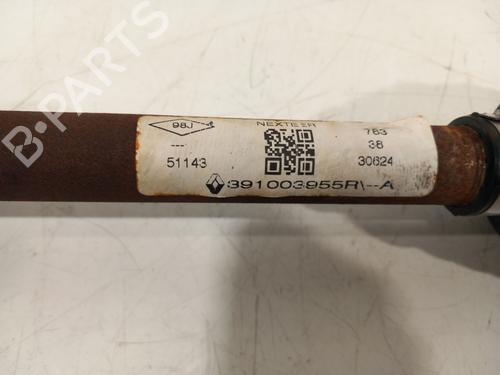 B-PARTS
98J
NEXTEER
763
---
38
51143
30624
391003955R\--A